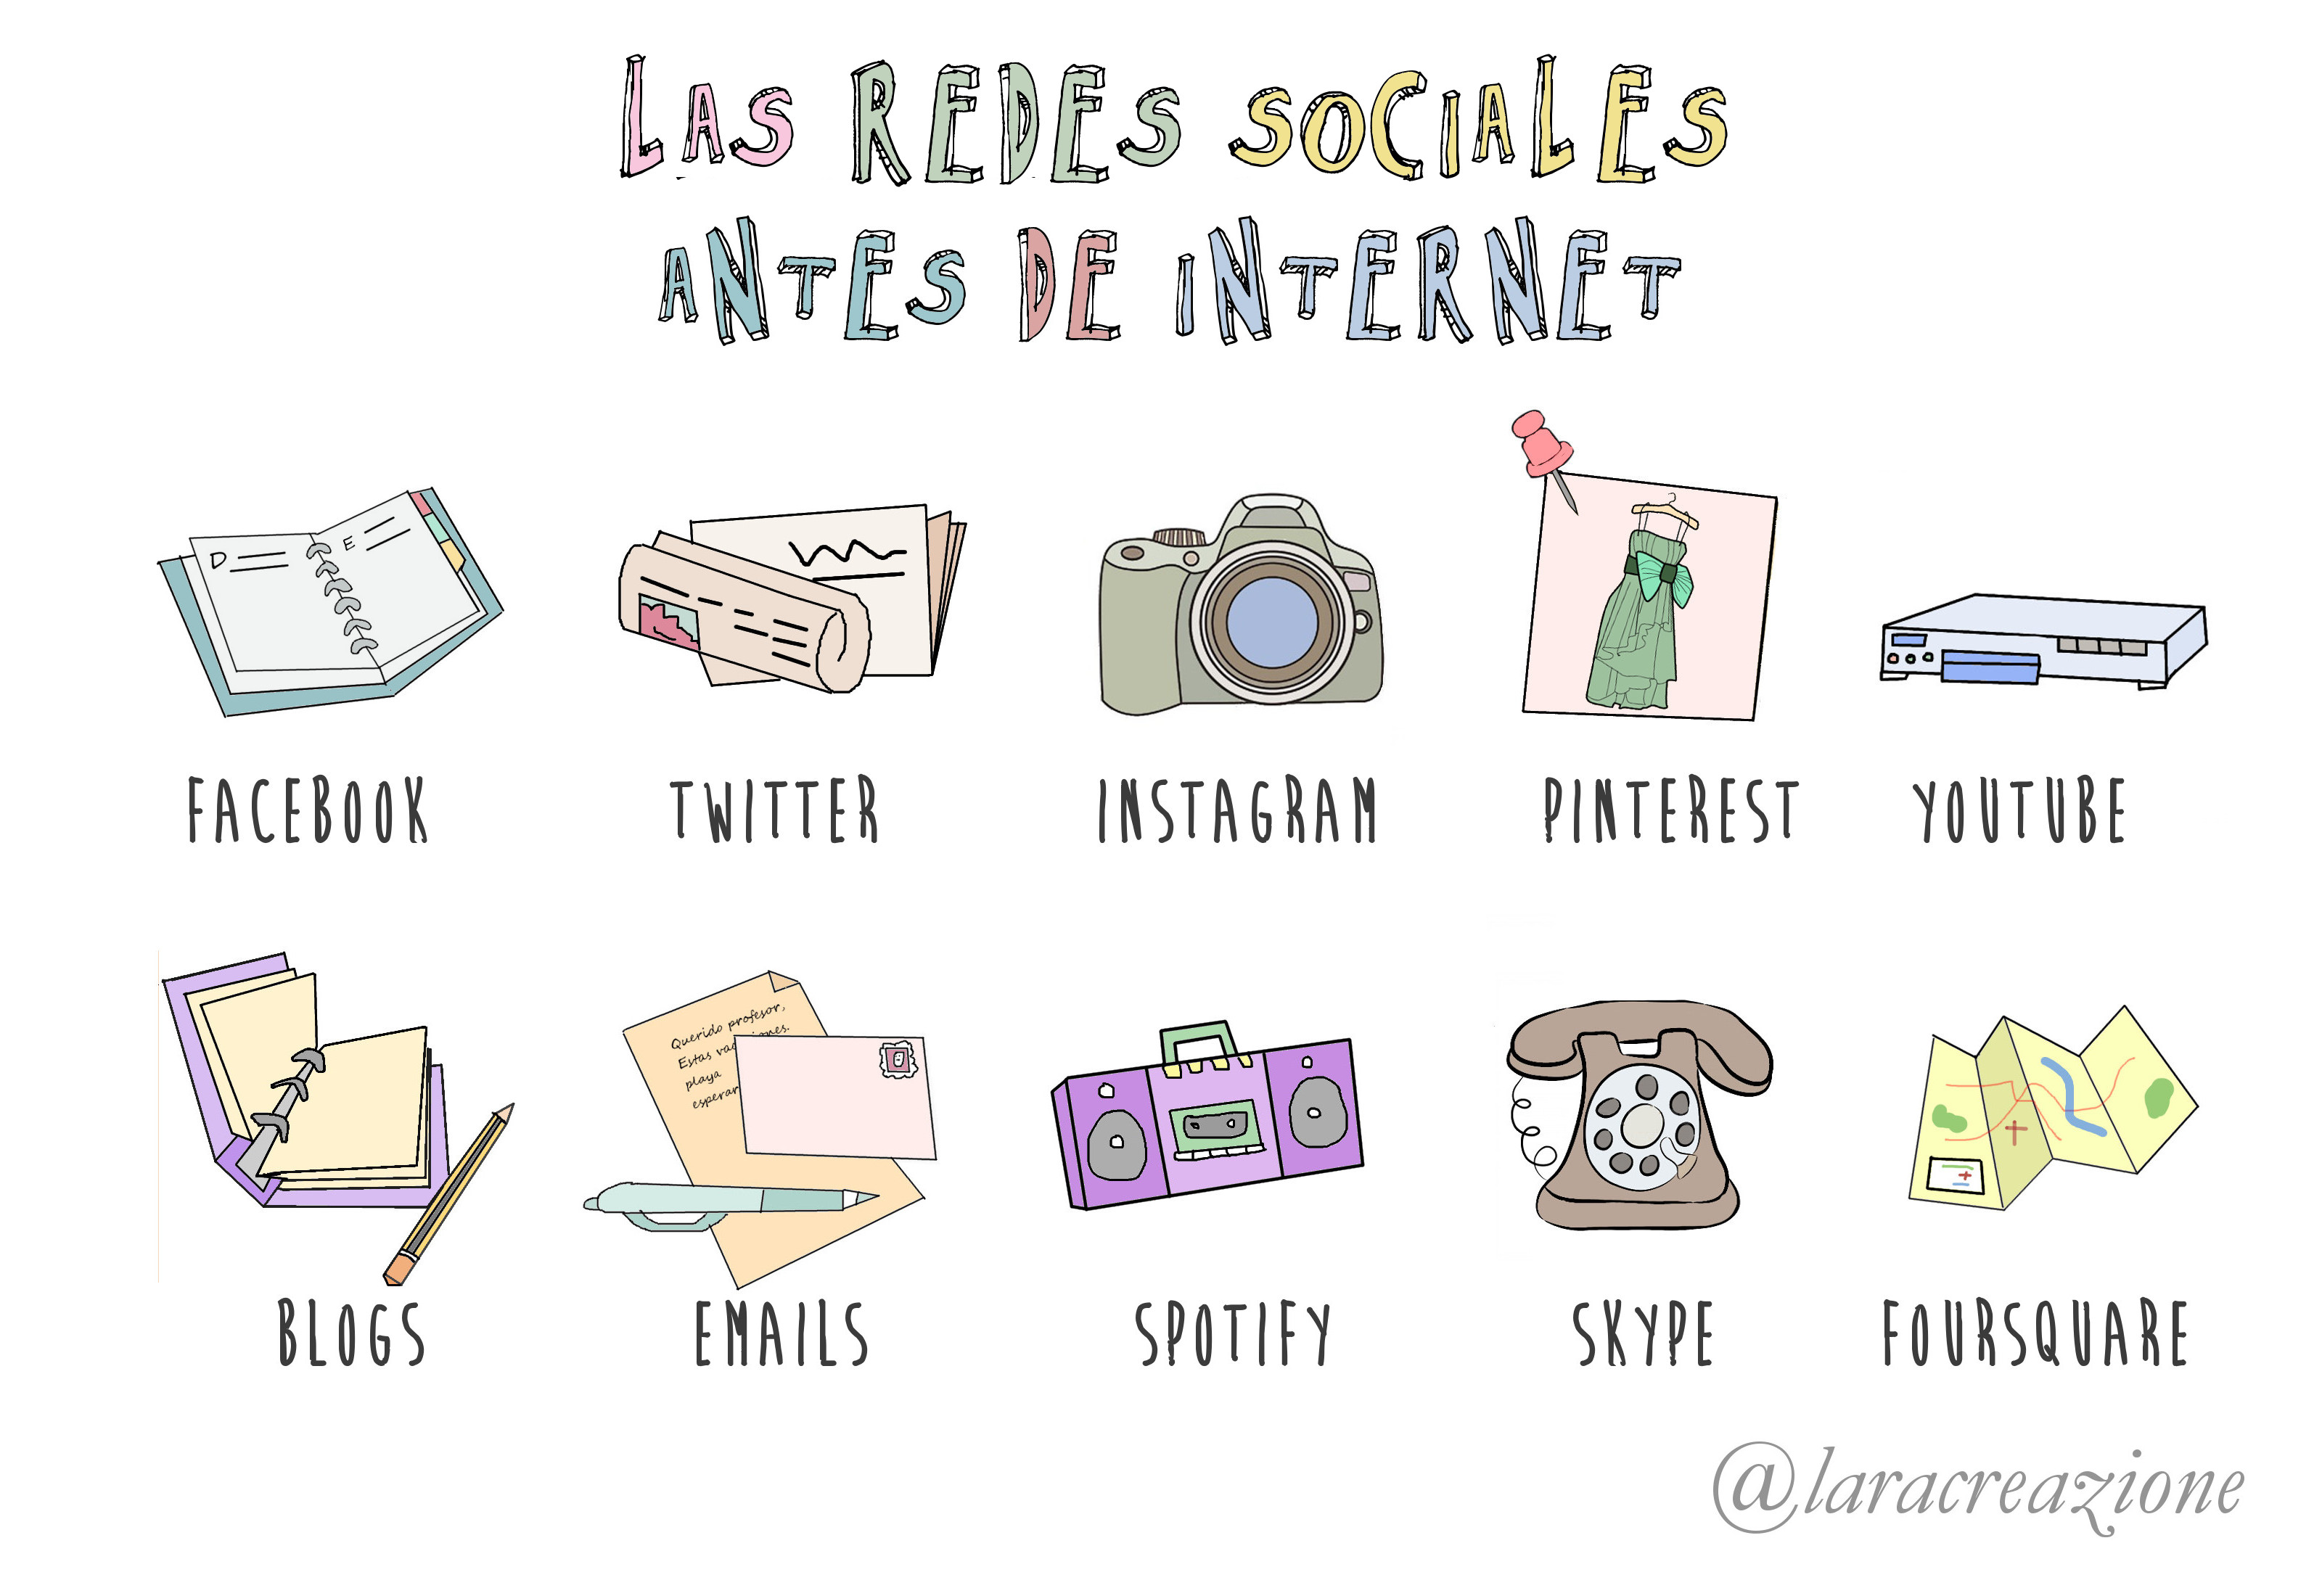 LAS REDES SOCIALES
ANTES DE INTERNET
D
E
FACEBOOK
TWITTER
INSTAGRAM
PINTEREST
YOUTUBE
Querido profesor,
Estas
playa
BLOGS
EMAILS
SPOTIFY
SKYPE
FOURSQUARE
@laracreazione